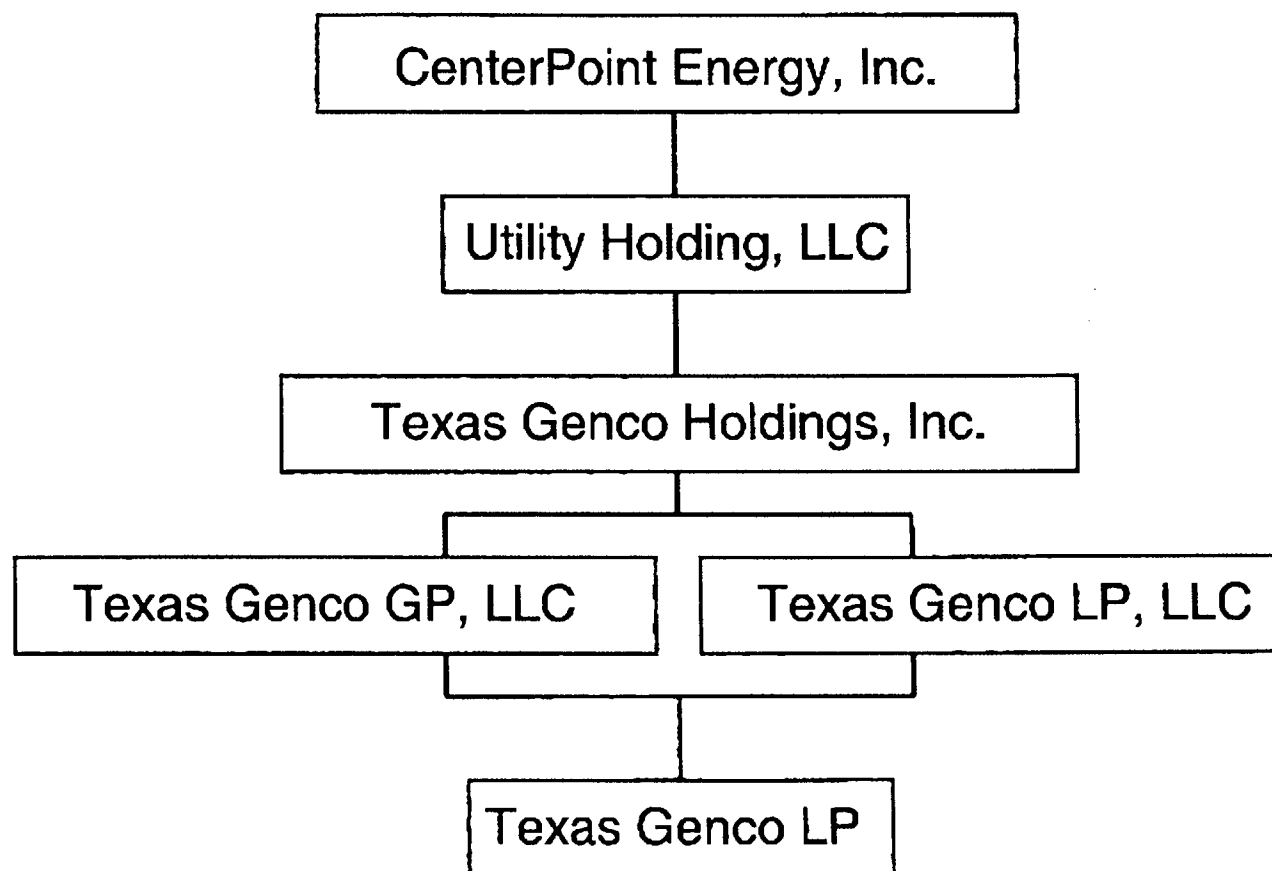 CenterPoint Energy, Inc.
Utility Holding, LLC
Texas Genco Holdings, Inc.
Texas Genco GP, LLC
Texas Genco LP, LLC
Texas Genco LP